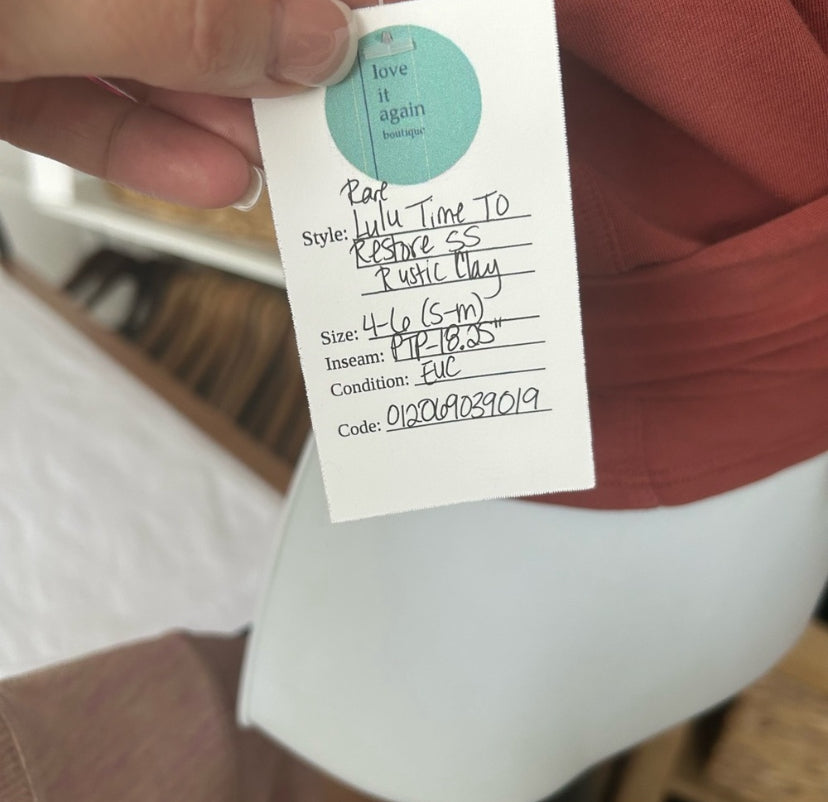 love
it
again
boutique
Rare
Style: Lulu Time To
Restore SS
Rustic Clay
Size: 4-6 (S-M)
Inseam: PTP-18.25"
Condition: EUC
Code: 012069039019